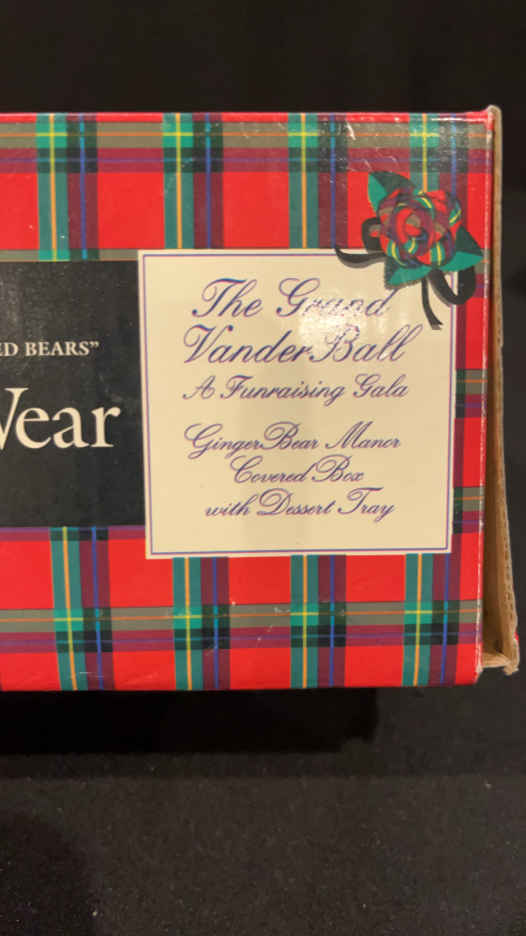 ED BEARS”
Wear
The Grand
VanderBall
A Funraising Gala
GingerBear Manor
Covered Box
with Dessert Tray